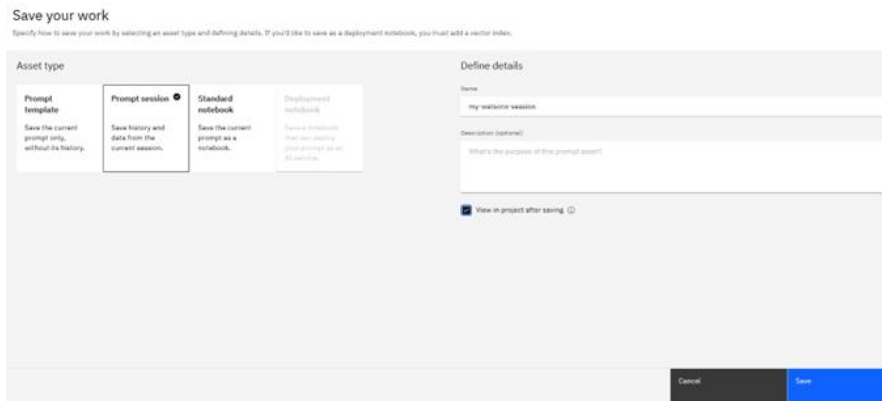 Save your work
Specify how to save your work by selecting an asset type and defining details. If you'd like to save as a deployment notebook, you must add a vector index.
Asset type
Prompt
template
Save the current
prompt only,
without its history.
Prompt session
Save history and
data from the
current session.
Standard
notebook
Save the current
prompt as a
notebook.
Deployment
notebook
Save a notebook
that can deploy
your prompt as an
AI service.
Define details
Name
my-watsonx-session
Description (optional)
What's the purpose of this prompt asset?
View in project after saving
Cancel
Save